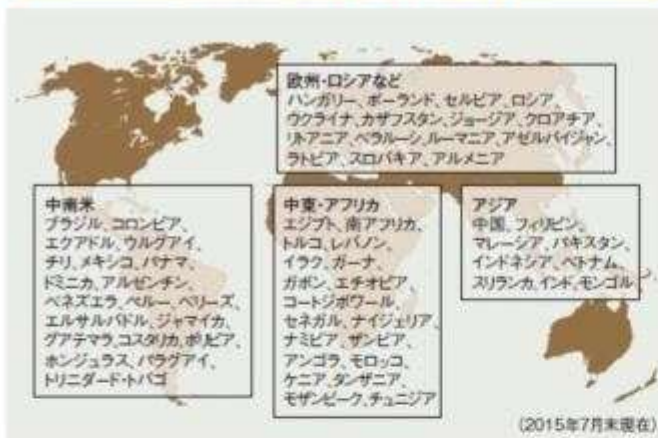 欧州・ロシアなど
ハンガリー、ポーランド、セルビア、ロシア、
ウクライナ、カザフスタン、ジョージア、クロアチア、
リトアニア、ベラルーシ、ルーマニア、アゼルバイジャン、
ラトビア、スロバキア、アルメニア
中南米
ブラジル、コロンビア、
エクアドル、ウルグアイ、
チリ、メキシコ、パナマ、
ドミニカ、アルゼンチン、
ベネズエラ、ペルー、ベリーズ、
エルサルバドル、ジャマイカ、
グアテマラ、コスタリカ、ボリビア、
ホンジュラス、パラグアイ、
トリニダード・トバゴ
中東・アフリカ
エジプト、南アフリカ、
トルコ、レバノン、
イラク、ガーナ、
ガボン、エチオピア、
コートジボワール、
セネガル、ナイジェリア、
ナミビア、ザンビア、
アンゴラ、モロッコ、
ケニア、タンザニア、
モザンビーク、チュニジア
アジア
中国、フィリピン、
マレーシア、パキスタン、
インドネシア、ベトナム、
スリランカ、インド、モンゴル
(2015年7月末現在)